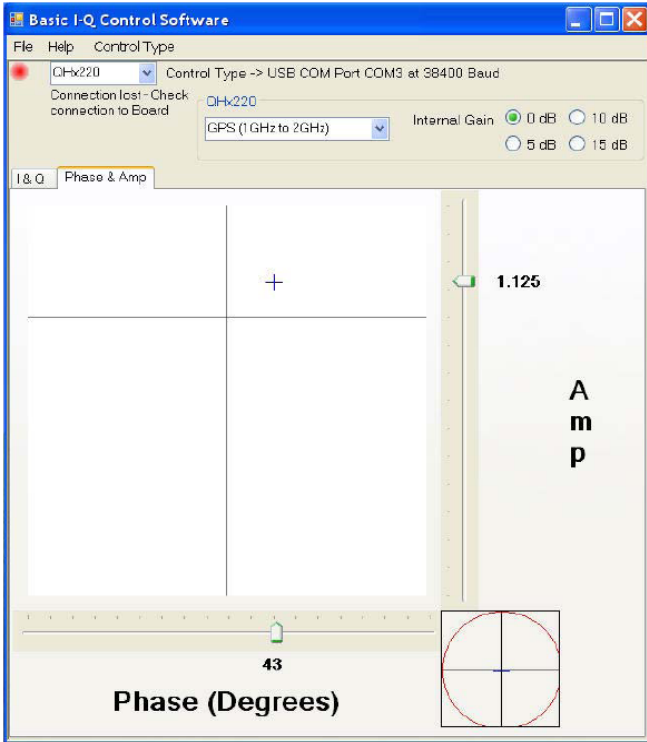 Basic I-Q Control Software
File Help Control Type
QHx220 Control Type -> USB COM Port COM3 at 38400 Baud
Connection lost - Check
connection to Board
QHx220
GPS (1GHz to 2GHz)
Internal Gain 0 dB 10 dB
5 dB 15 dB
I & Q Phase & Amp
1.125
A
m
p
43
Phase (Degrees)